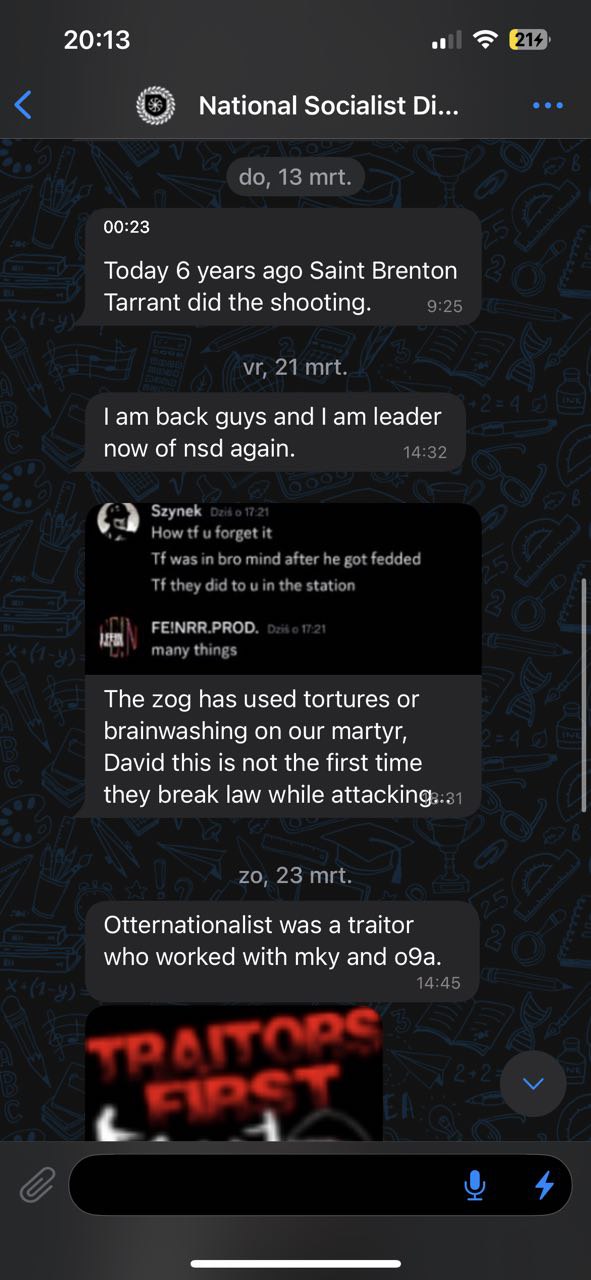 20:13
21
National Socialist Di...
do, 13 mrt.
00:23
Today 6 years ago Saint Brenton
Tarrant did the shooting.
9:25
vr, 21 mrt.
I am back guys and I am leader
now of nsd again.
14:32
Szynek Dziś o 17:21
How tf u forget it
Tf was in bro mind after he got fedded
Tf they did to u in the station
FE!NRR.PROD. Dziś o 17:21
many things
The zog has used tortures or
brainwashing on our martyr,
David this is not the first time
they break law while attacking...
zo, 23 mrt.
Otternationalist was a traitor
who worked with mky and o9a.
14:45
TRAITORS
FIRST